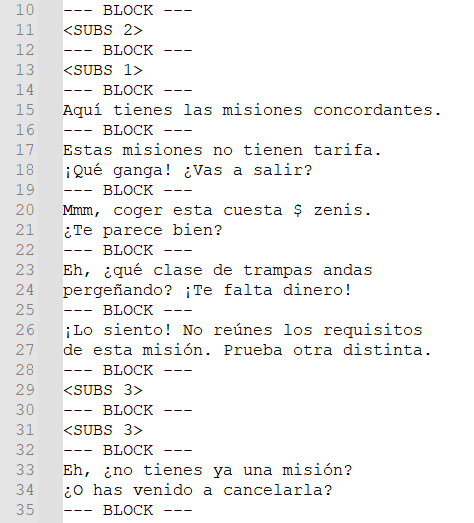 10 --- BLOCK ---
11 <SUBS 2>
12 --- BLOCK ---
13 <SUBS 1>
14 --- BLOCK ---
15 Aquí tienes las misiones concordantes.
16 --- BLOCK ---
17 Estas misiones no tienen tarifa.
18 ¡Qué ganga! ¿Vas a salir?
19 --- BLOCK ---
20 Mmm, coger esta cuesta $ zenis.
21 ¿Te parece bien?
22 --- BLOCK ---
23 Eh, ¿qué clase de trampas andas
24 pergeñando? ¡Te falta dinero!
25 --- BLOCK ---
26 ¡Lo siento! No reúnes los requisitos
27 de esta misión. Prueba otra distinta.
28 --- BLOCK ---
29 <SUBS 3>
30 --- BLOCK ---
31 <SUBS 3>
32 --- BLOCK ---
33 Eh, ¿no tienes ya una misión?
34 ¿O has venido a cancelarla?
35 --- BLOCK ---